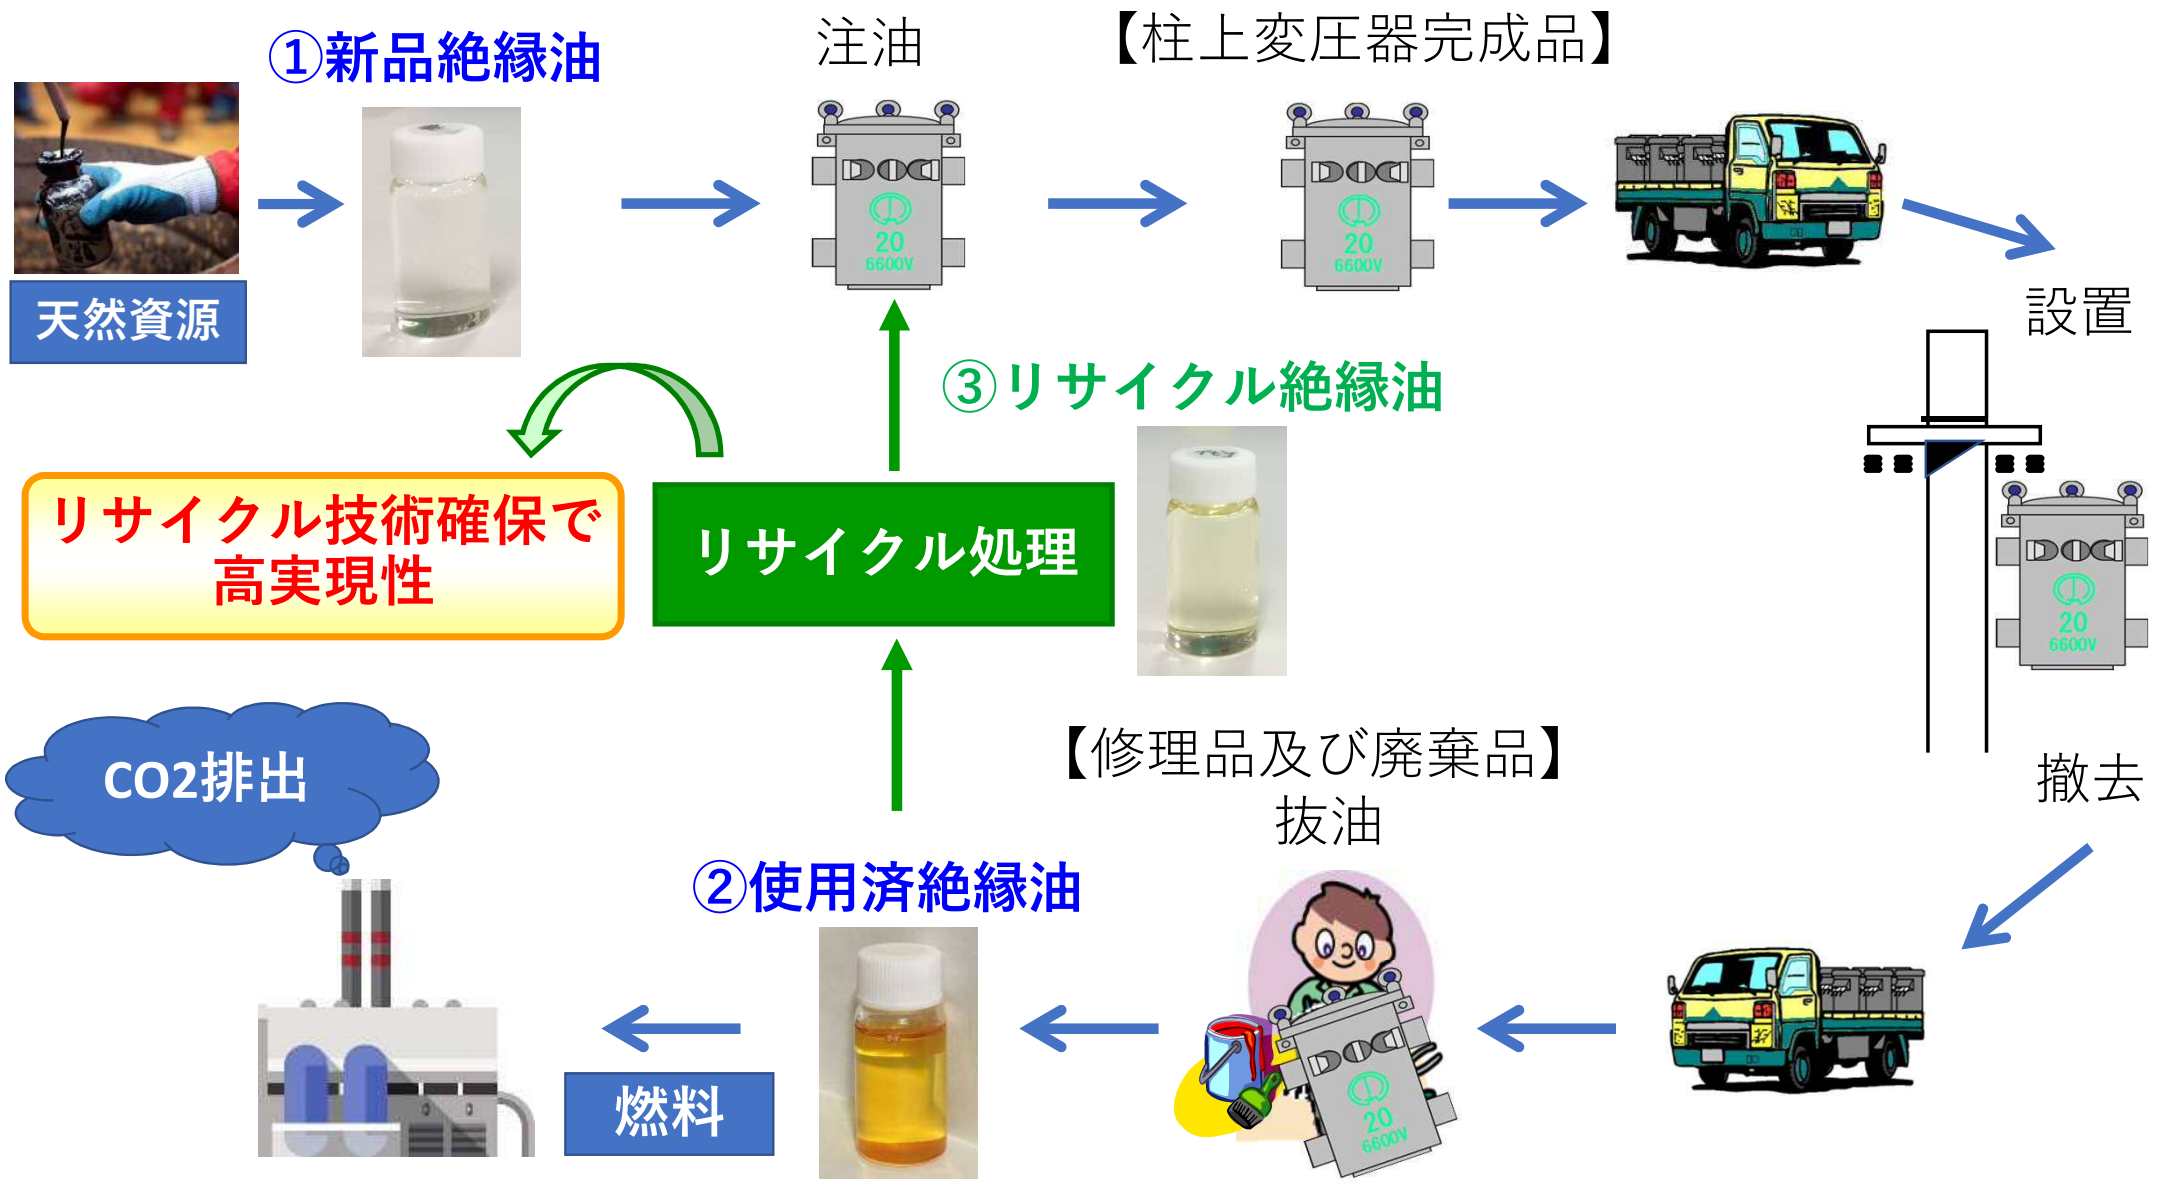 ①新品絶縁油
注油
【柱上変圧器完成品】
天然資源
20
6600V
20
6600V
設置
③リサイクル絶縁油
リサイクル技術確保で
高実現性
リサイクル処理
20
6600V
CO2排出
【修理品及び廃棄品】
抜油
撤去
②使用済絶縁油
燃料
20
6600V